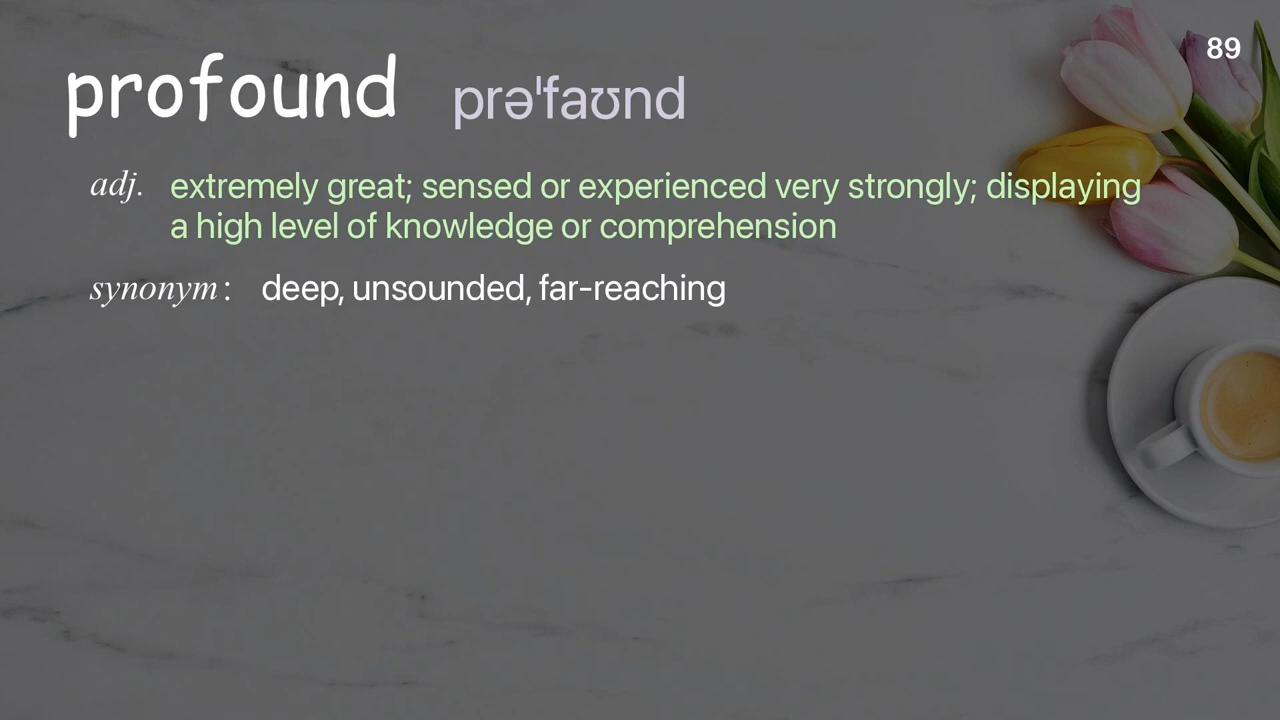 89
profound prəˈfaʊnd
adj. extremely great; sensed or experienced very strongly; displaying
a high level of knowledge or comprehension
synonym: deep, unsounded, far-reaching